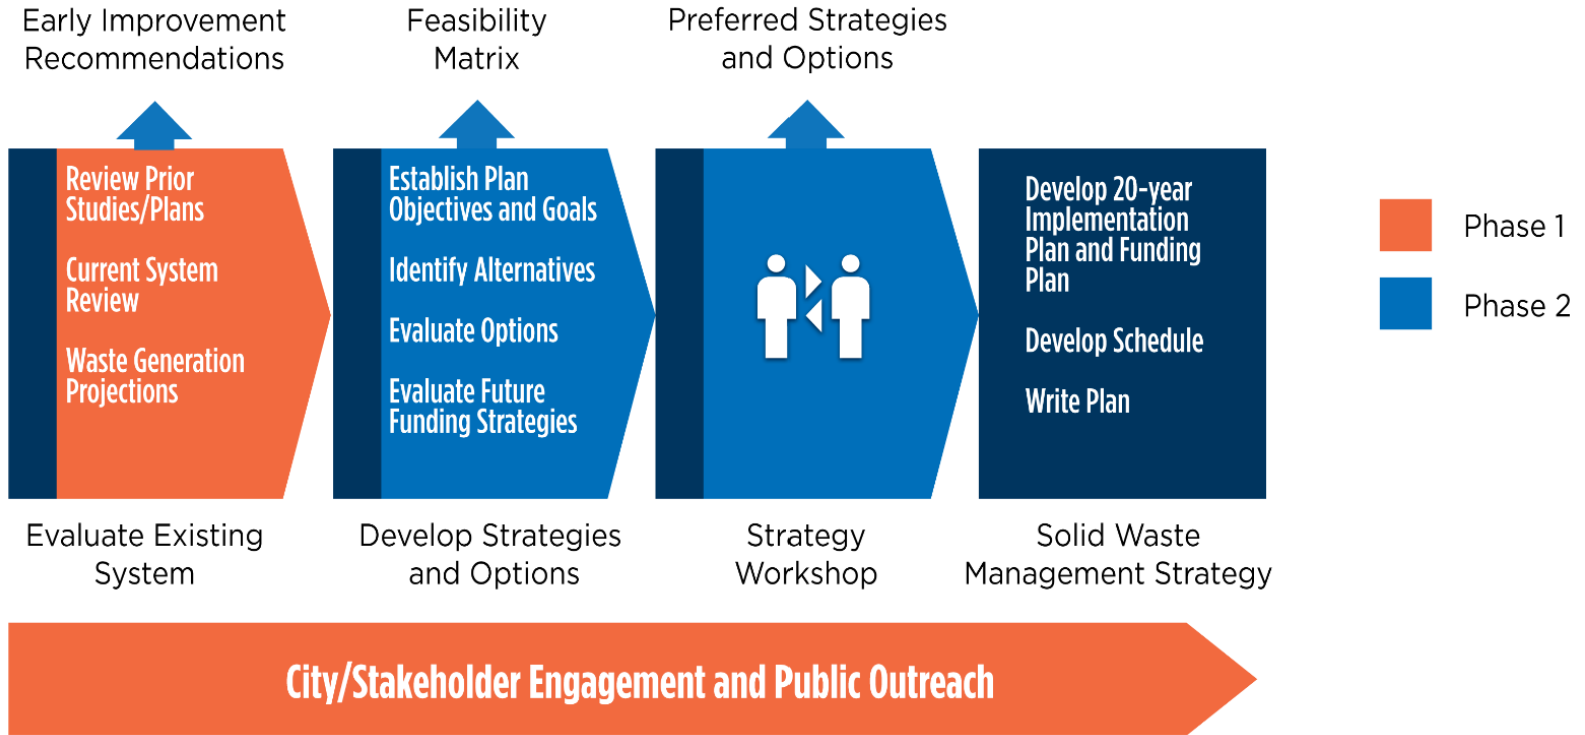 Early Improvement
Recommendations
Feasibility
Matrix
Preferred Strategies
and Options
Review Prior
Studies/Plans
Current System
Review
Waste Generation
Projections
Establish Plan
Objectives and Goals
Identify Alternatives
Evaluate Options
Evaluate Future
Funding Strategies
Develop 20-year
Implementation
Plan and Funding
Plan
Develop Schedule
Write Plan
Phase 1
Phase 2
Evaluate Existing
System
Develop Strategies
and Options
Strategy
Workshop
Solid Waste
Management Strategy
City/Stakeholder Engagement and Public Outreach